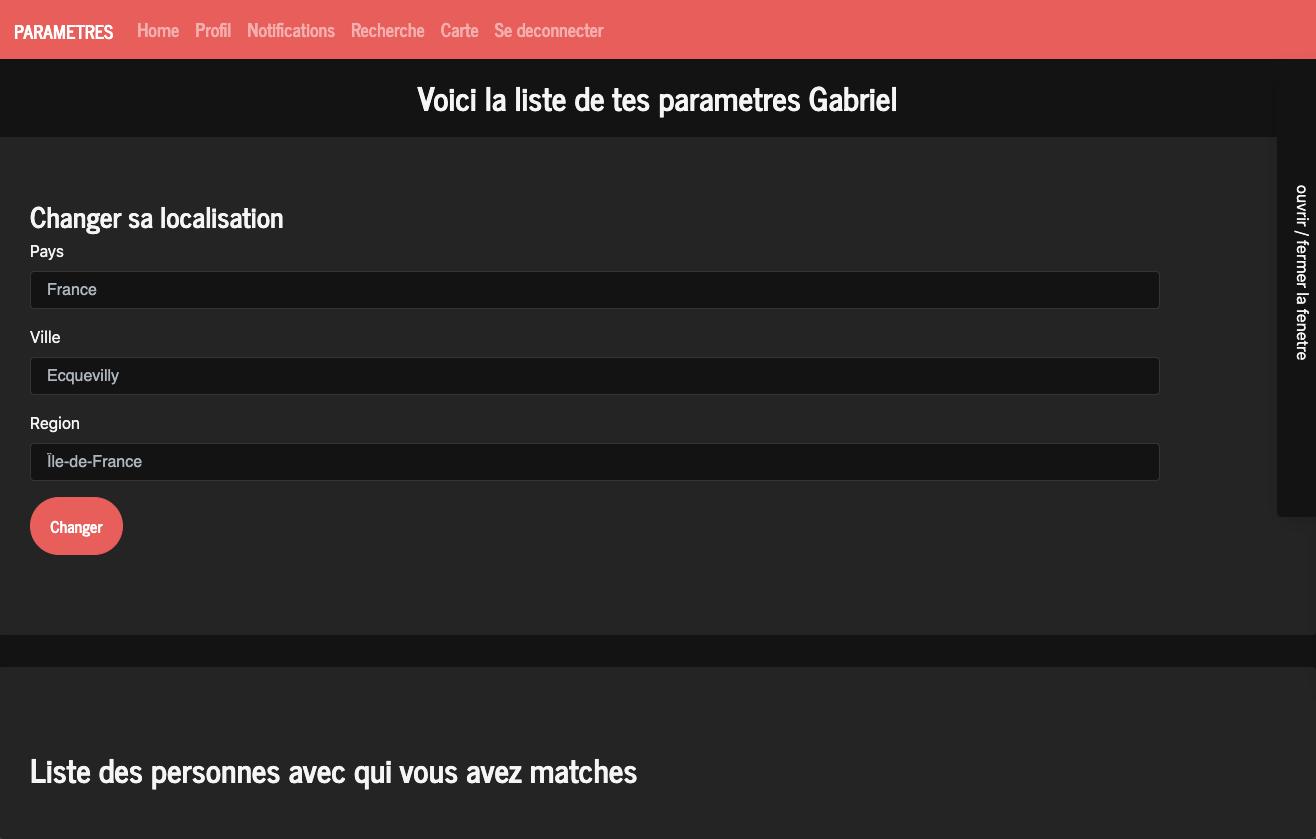 PARAMETRES Home Profil Notifications Recherche Carte Se deconnecter
Voici la liste de tes parametres Gabriel
ouvrir / fermer la fenetre
Changer sa localisation
Pays
France
Ville
Ecquevilly
Region
Île-de-France
Changer
Liste des personnes avec qui vous avez matches